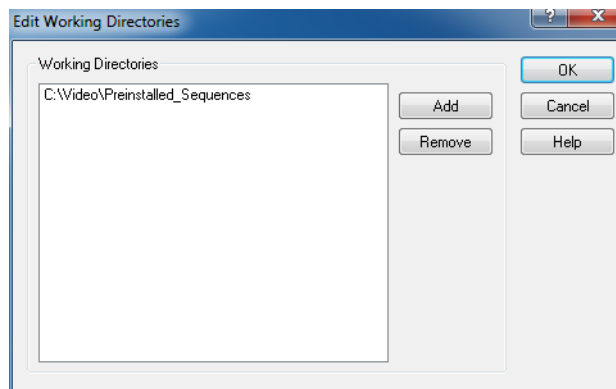 Edit Working Directories
?
X
Working Directories
C:\Video\Preinstalled_Sequences
Add
Remove
OK
Cancel
Help